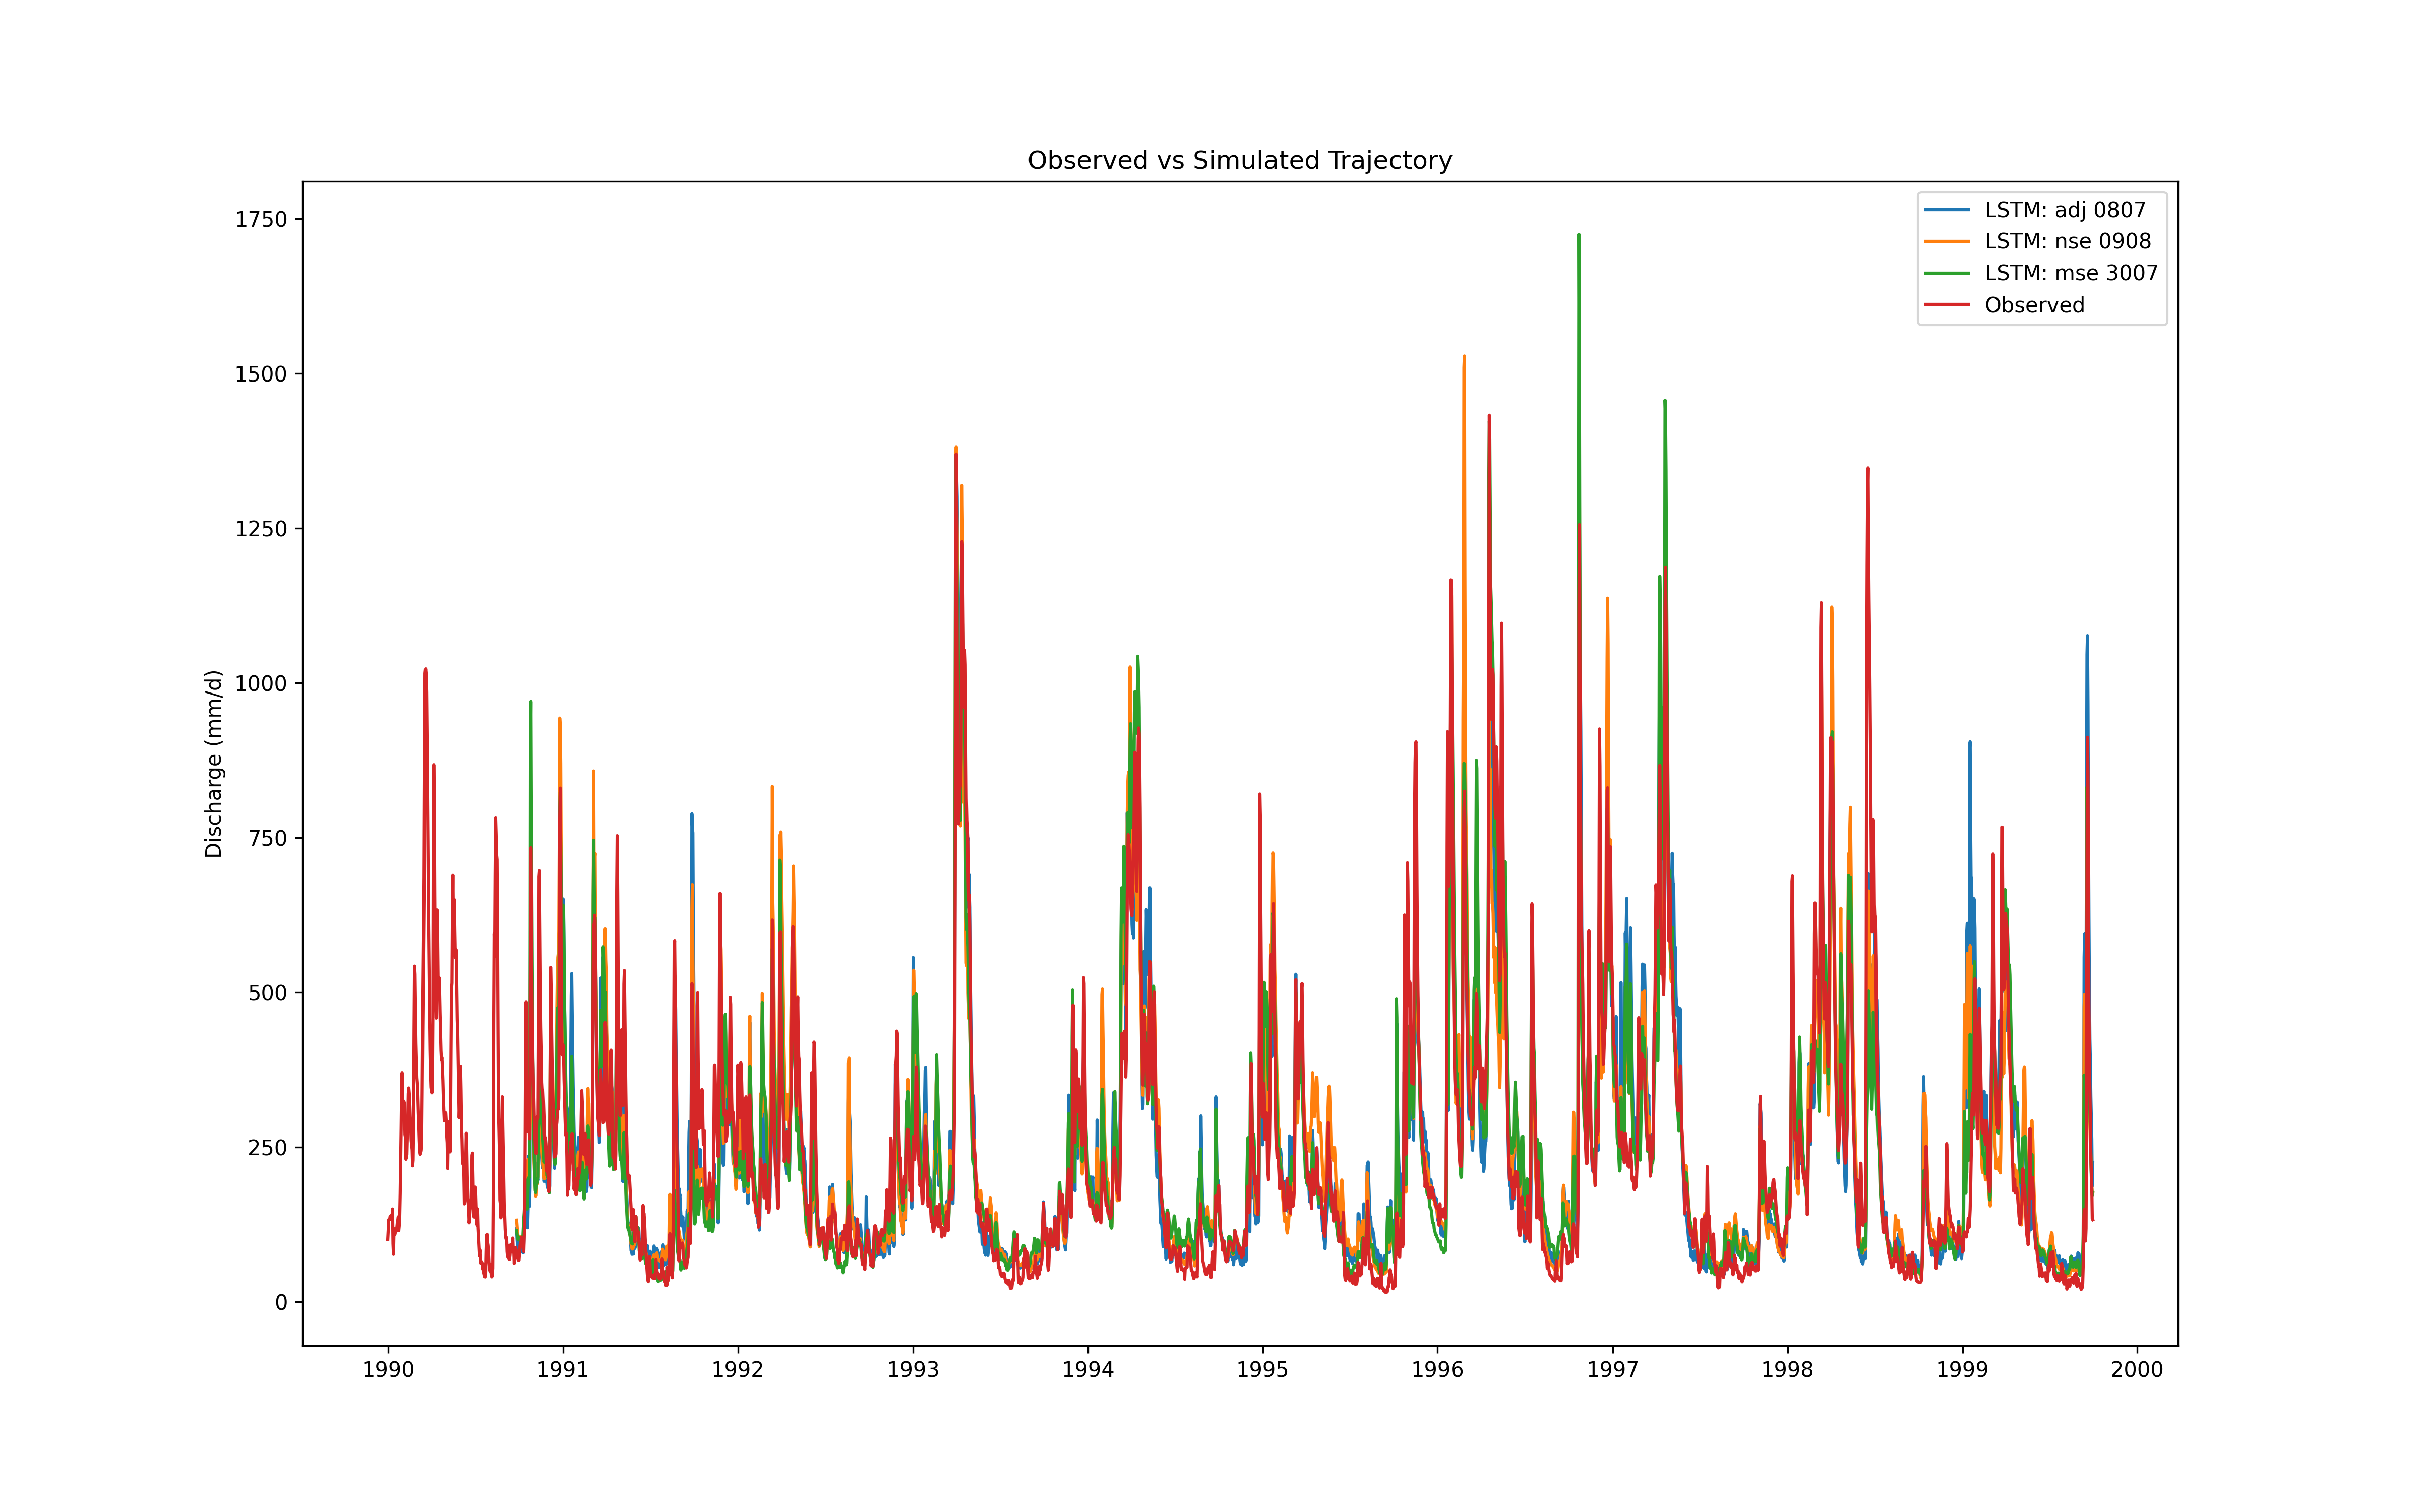 Observed vs Simulated Trajectory
LSTM: adj 0807
LSTM: nse 0908
LSTM: mse 3007
Observed
Discharge (mm/d)
1750
1500
1250
1000
750
500
250
0
1990 1991 1992 1993 1994 1995 1996 1997 1998 1999 2000